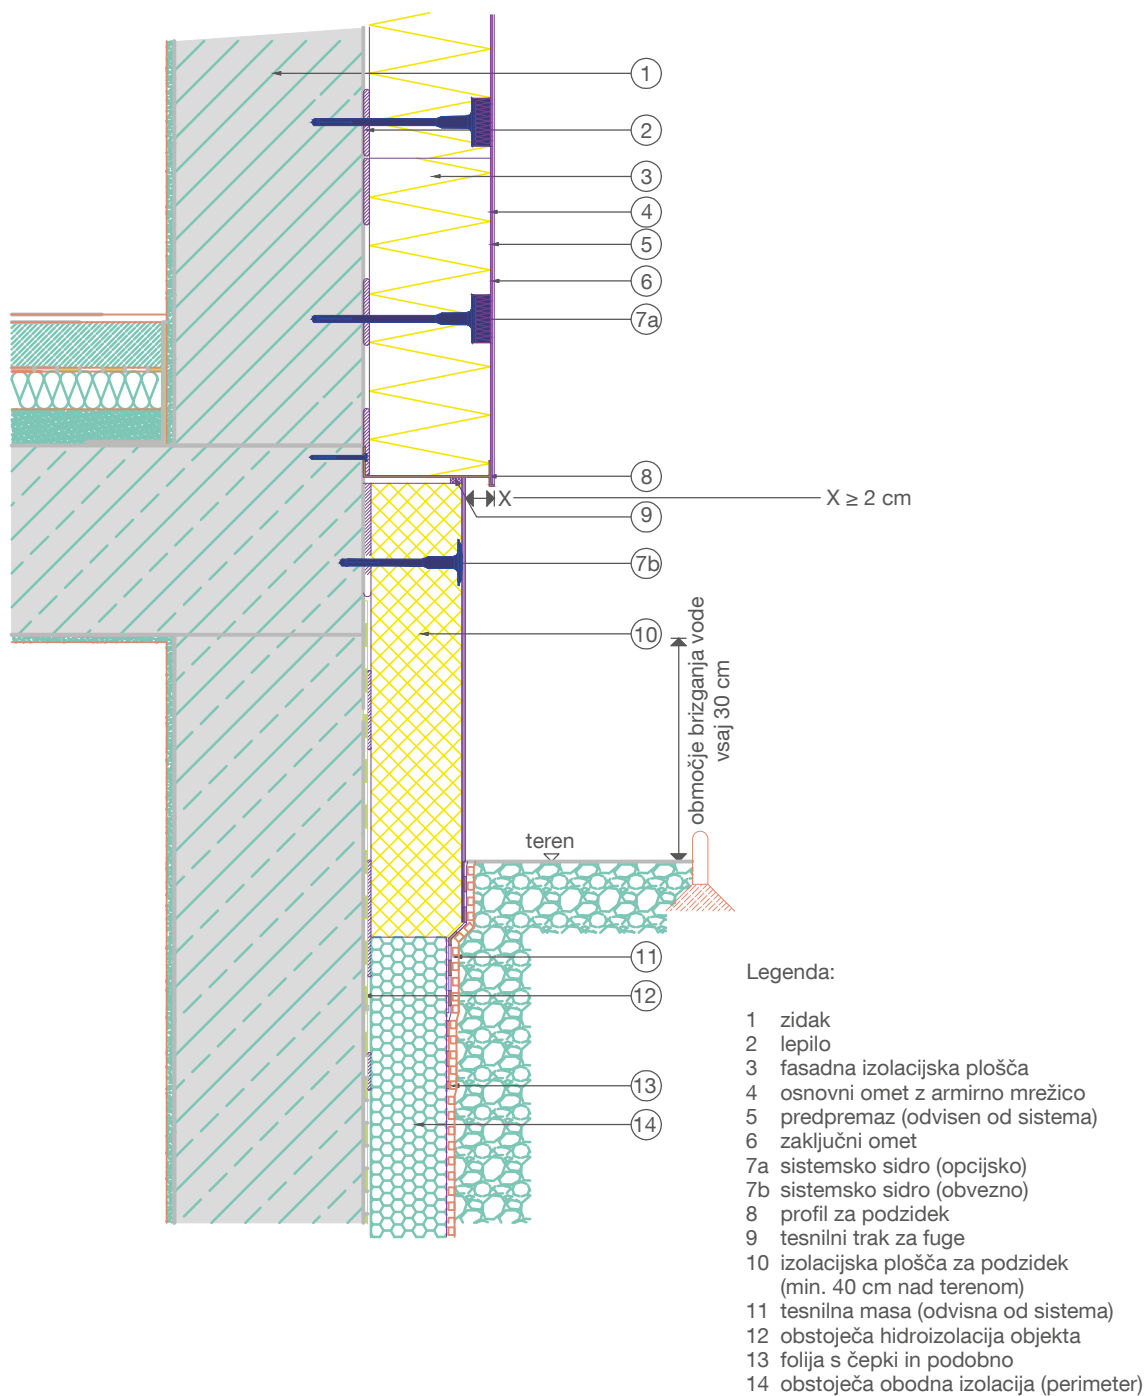 1
2
3
4
5
6
7a
8
X
X ≥ 2 cm
9
7b
10
območje brizganja vode
vsaj 30 cm
teren
11
12
13
14
Legenda:
1 zidak
2 lepilo
3 fasadna izolacijska plošča
4 osnovni omet z armirno mrežico
5 predpremaz (odvisen od sistema)
6 zaključni omet
7a sistemsko sidro (opcijsko)
7b sistemsko sidro (obvezno)
8 profil za podzidek
9 tesnilni trak za fuge
10 izolacijska plošča za podzidek
(min. 40 cm nad terenom)
11 tesnilna masa (odvisna od sistema)
12 obstoječa hidroizolacija objekta
13 folija s čepki in podobno
14 obstoječa obodna izolacija (perimeter)